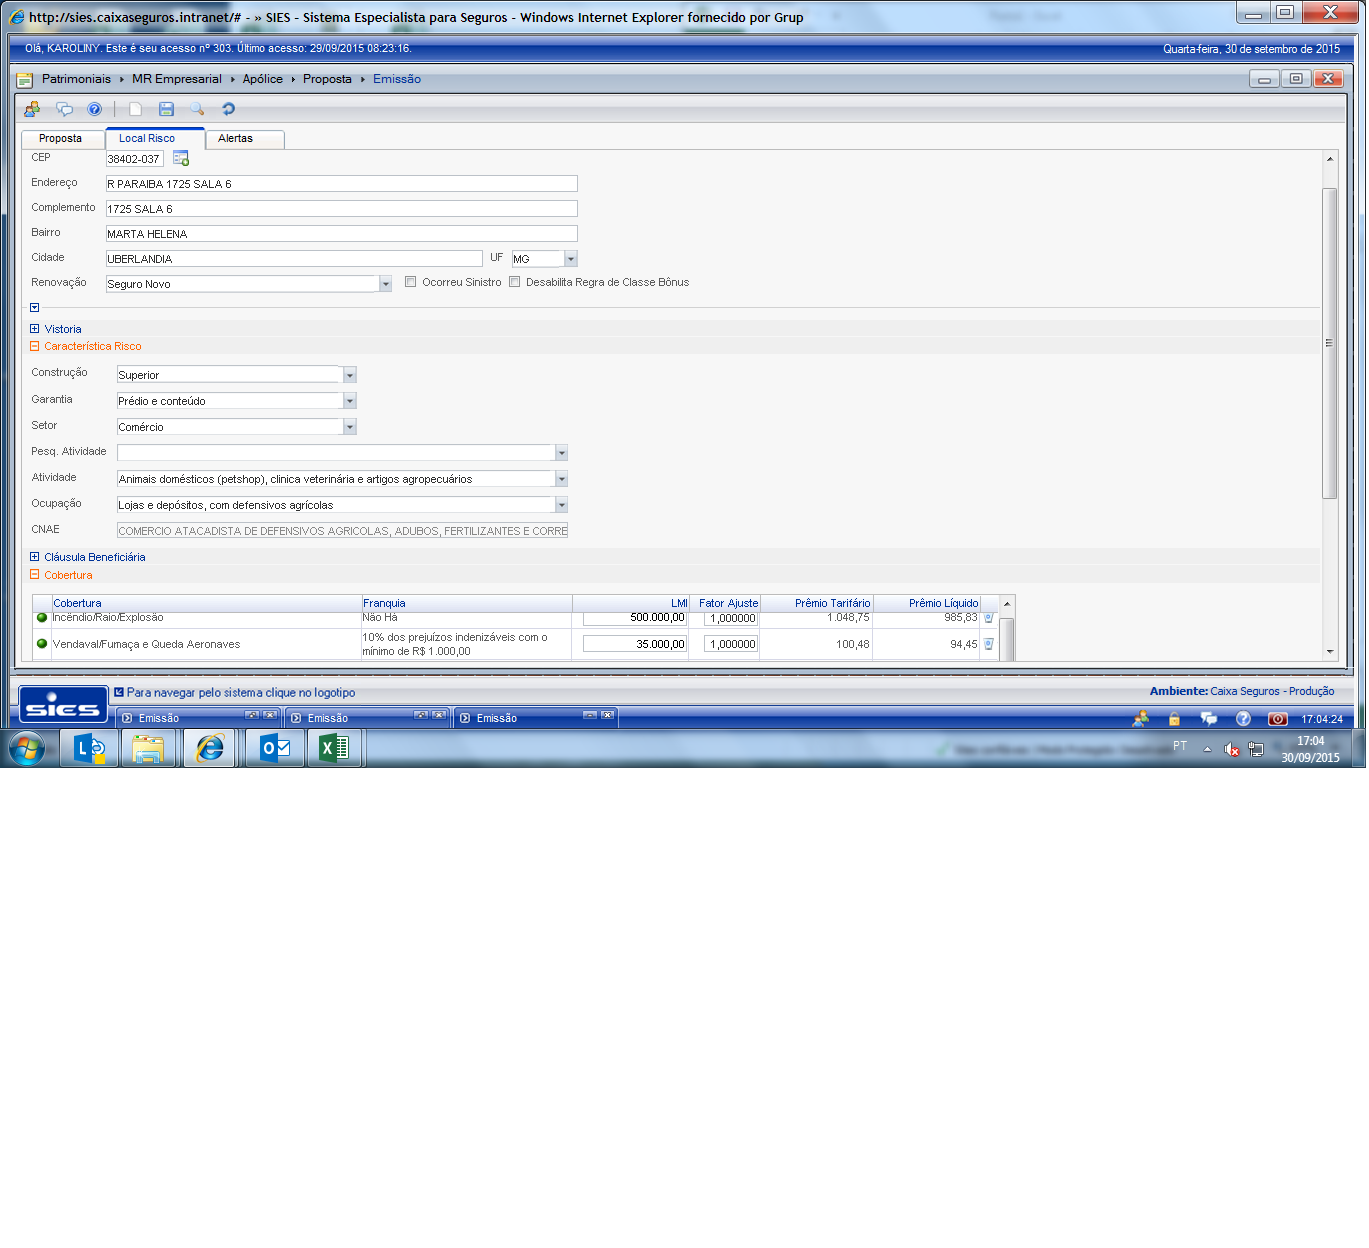 http://sies.caixaseguros.intranet/# - » SIES - Sistema Especialista para Seguros - Windows Internet Explorer fornecido por Grup
Olá, KAROLINY. Este é seu acesso nº 303. Último acesso: 29/09/2015 08:23:16.
Quarta-feira, 30 de setembro de 2015
Patrimoniais
MR Empresarial
Apólice
Proposta
Emissão
Proposta
Local Risco
Alertas
CEP
38402-037
Endereço
R PARAIBA 1725 SALA 6
Complemento
1725 SALA 6
Bairro
MARTA HELENA
Cidade
UBERLANDIA
UF
MG
Renovação
Seguro Novo
Ocorreu Sinistro
Desabilita Regra de Classe Bônus
Vistoria
Característica Risco
Construção
Superior
Garantia
Prédio e conteúdo
Setor
Comércio
Pesq. Atividade
Atividade
Animais domésticos (petshop), clinica veterinária e artigos agropecuários
Ocupação
Lojas e depósitos, com defensivos agrícolas
CNAE
COMERCIO ATACADISTA DE DEFENSIVOS AGRICOLAS, ADUBOS, FERTILIZANTES E CORRE
Cláusula Beneficiária
Cobertura
Cobertura Franquia LMI Fator Ajuste Prêmio Tarifário Prêmio Líquido
Incêndio/Raio/Explosão Não Há 500.000,00 1,000000 1.048,75 985,83
Vendaval/Fumaça e Queda Aeronaves 10% dos prejuízos indenizáveis com o mínimo de R$ 1.000,00 35.000,00 1,000000 100,48 94,45
sies
Para navegar pelo sistema clique no logotipo
Ambiente: Caixa Seguros - Produção
Emissão
Emissão
Emissão
17:04:24
PT
17:04
30/09/2015